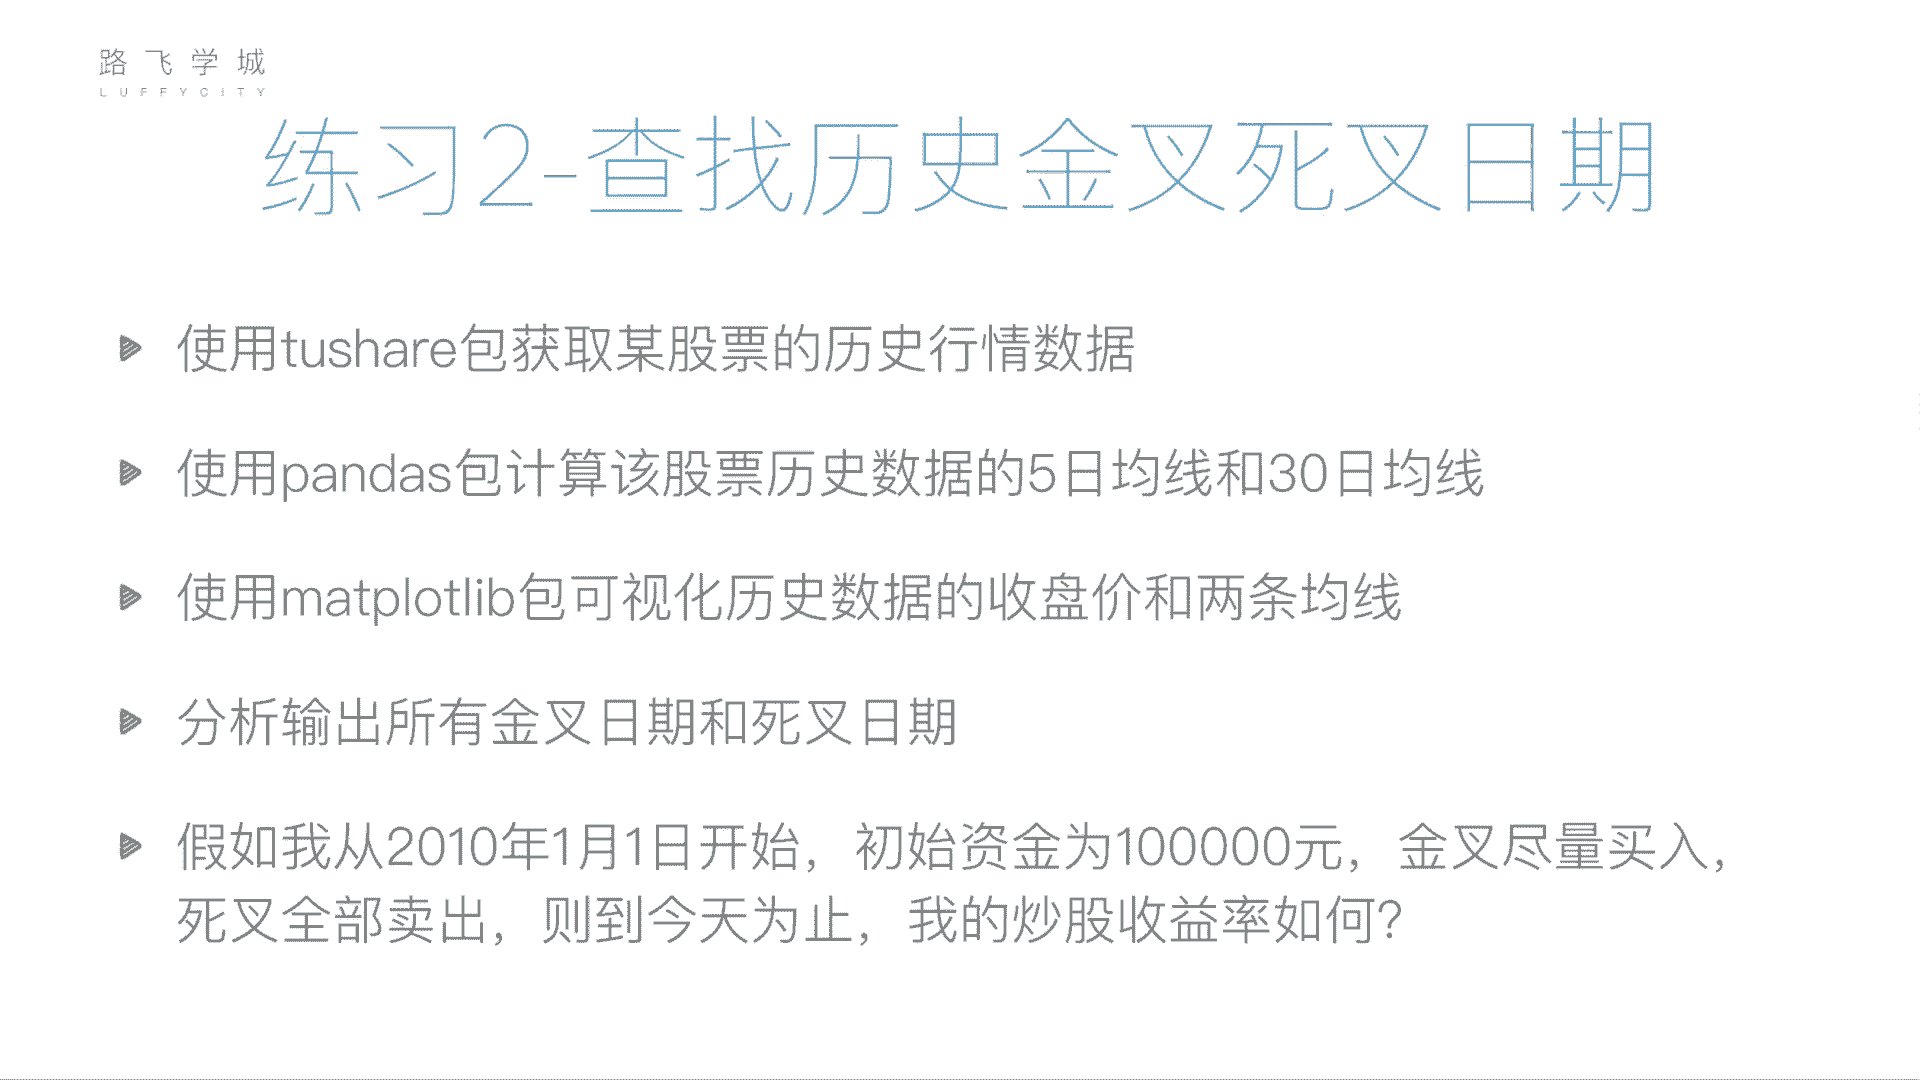 路飞学城
LUFFYCITY
练习2-查找历史金叉死叉日期
使用tushare包获取某股票的历史行情数据
使用pandas包计算该股票历史数据的5日均线和30日均线
使用matplotlib包可视化历史数据的收盘价和两条均线
分析输出所有金叉日期和死叉日期
假如我从2010年1月1日开始，初始资金为100000元，金叉尽量买入，
死叉全部卖出，则到今天为止，我的炒股收益率如何？